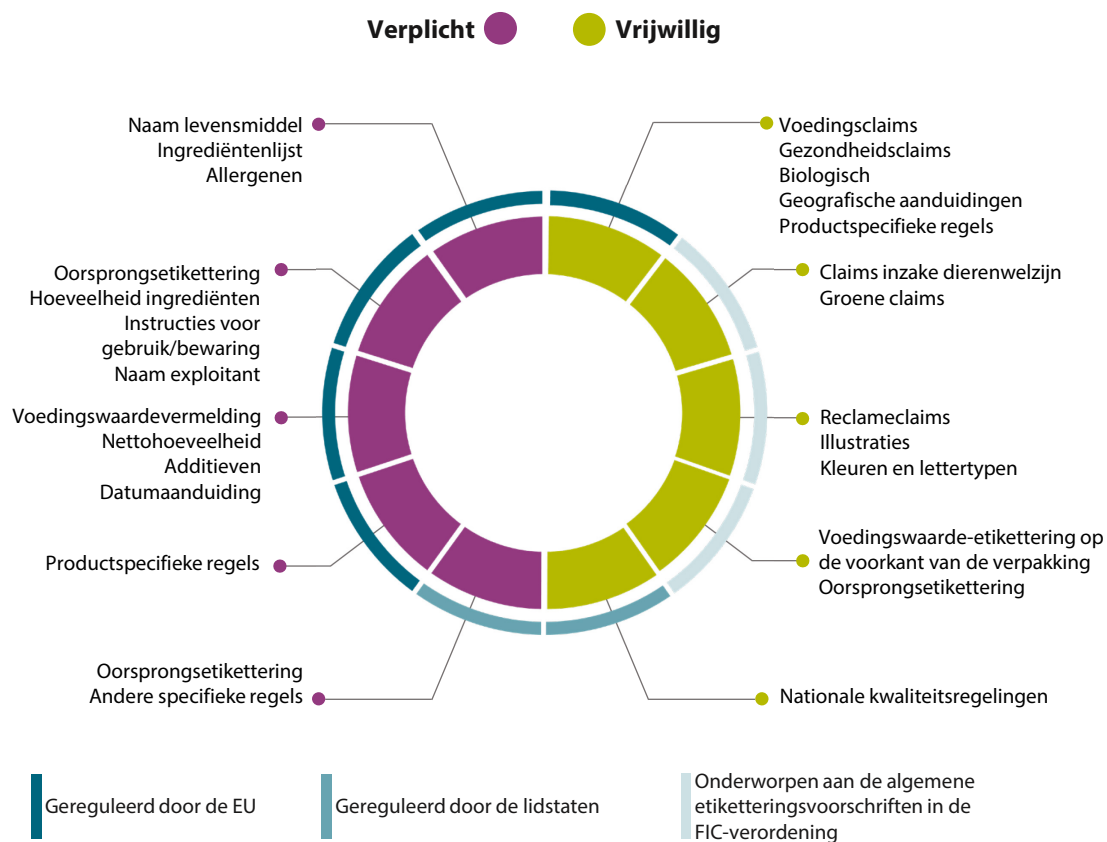 Verplicht
Vrijwillig
Naam levensmiddel
Ingrediëntenlijst
Allergenen
Oorsprongsetikettering
Hoeveelheid ingrediënten
Instructies voor
gebruik/bewaring
Naam exploitant
Voedingswaardevermelding
Nettohoeveelheid
Additieven
Datumaanduiding
Productspecifieke regels
Oorsprongsetikettering
Andere specifieke regels
Voedingsclaims
Gezondheidsclaims
Biologisch
Geografische aanduidingen
Productspecifieke regels
Claims inzake dierenwelzijn
Groene claims
Reclameclaims
Illustraties
Kleuren en lettertypen
Voedingswaarde-etikettering op
de voorkant van de verpakking
Oorsprongsetikettering
Nationale kwaliteitsregelingen
Gereguleerd door de EU
Gereguleerd door de lidstaten
Onderworpen aan de algemene
etiketteringsvoorschriften in de
FIC-verordening